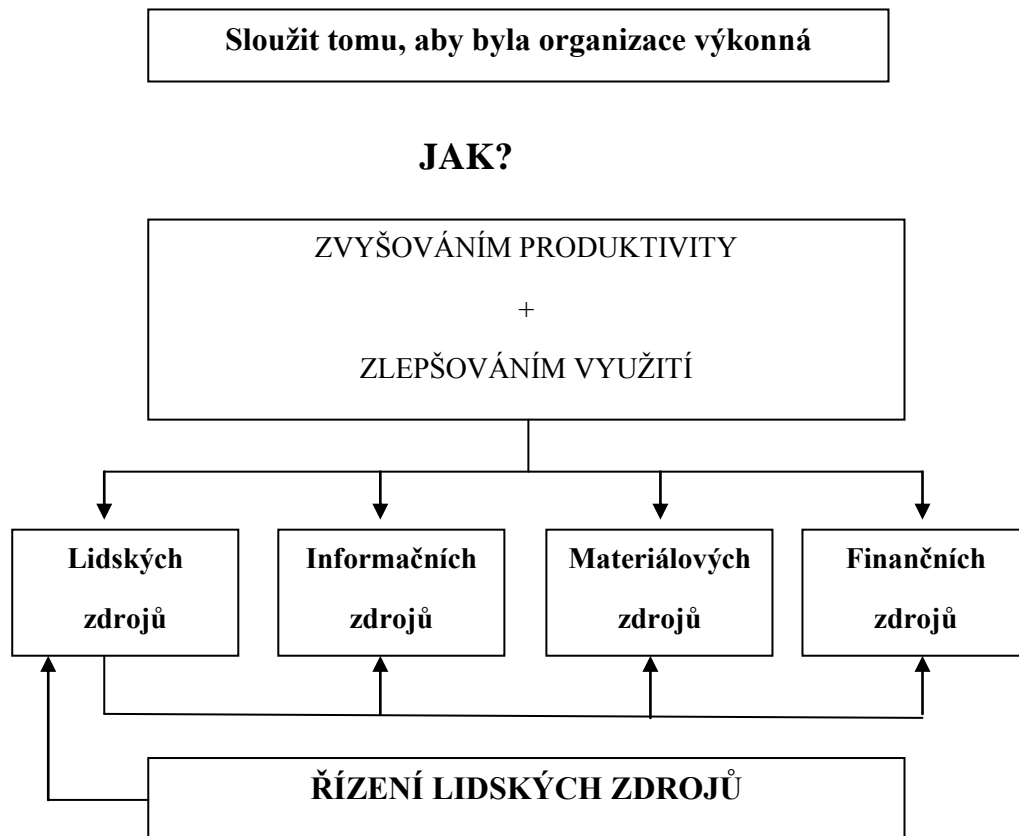 Sloužit tomu, aby byla organizace výkonná
JAK?
ZVYŠOVÁNÍM PRODUKTIVITY
+
ZLEPŠOVÁNÍM VYUŽITÍ
Lidských
zdrojů
Informačních
zdrojů
Materiálových
zdrojů
Finančních
zdrojů
ŘÍZENÍ LIDSKÝCH ZDROJŮ